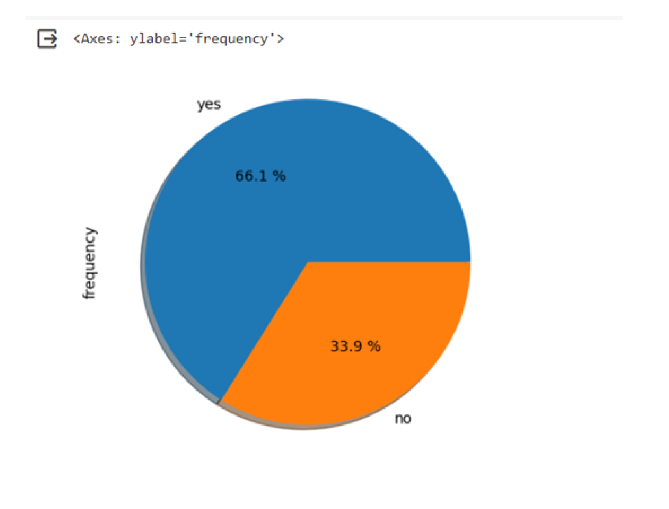 <Axes: ylabel='frequency'>
yes
66.1 %
frequency
33.9 %
no